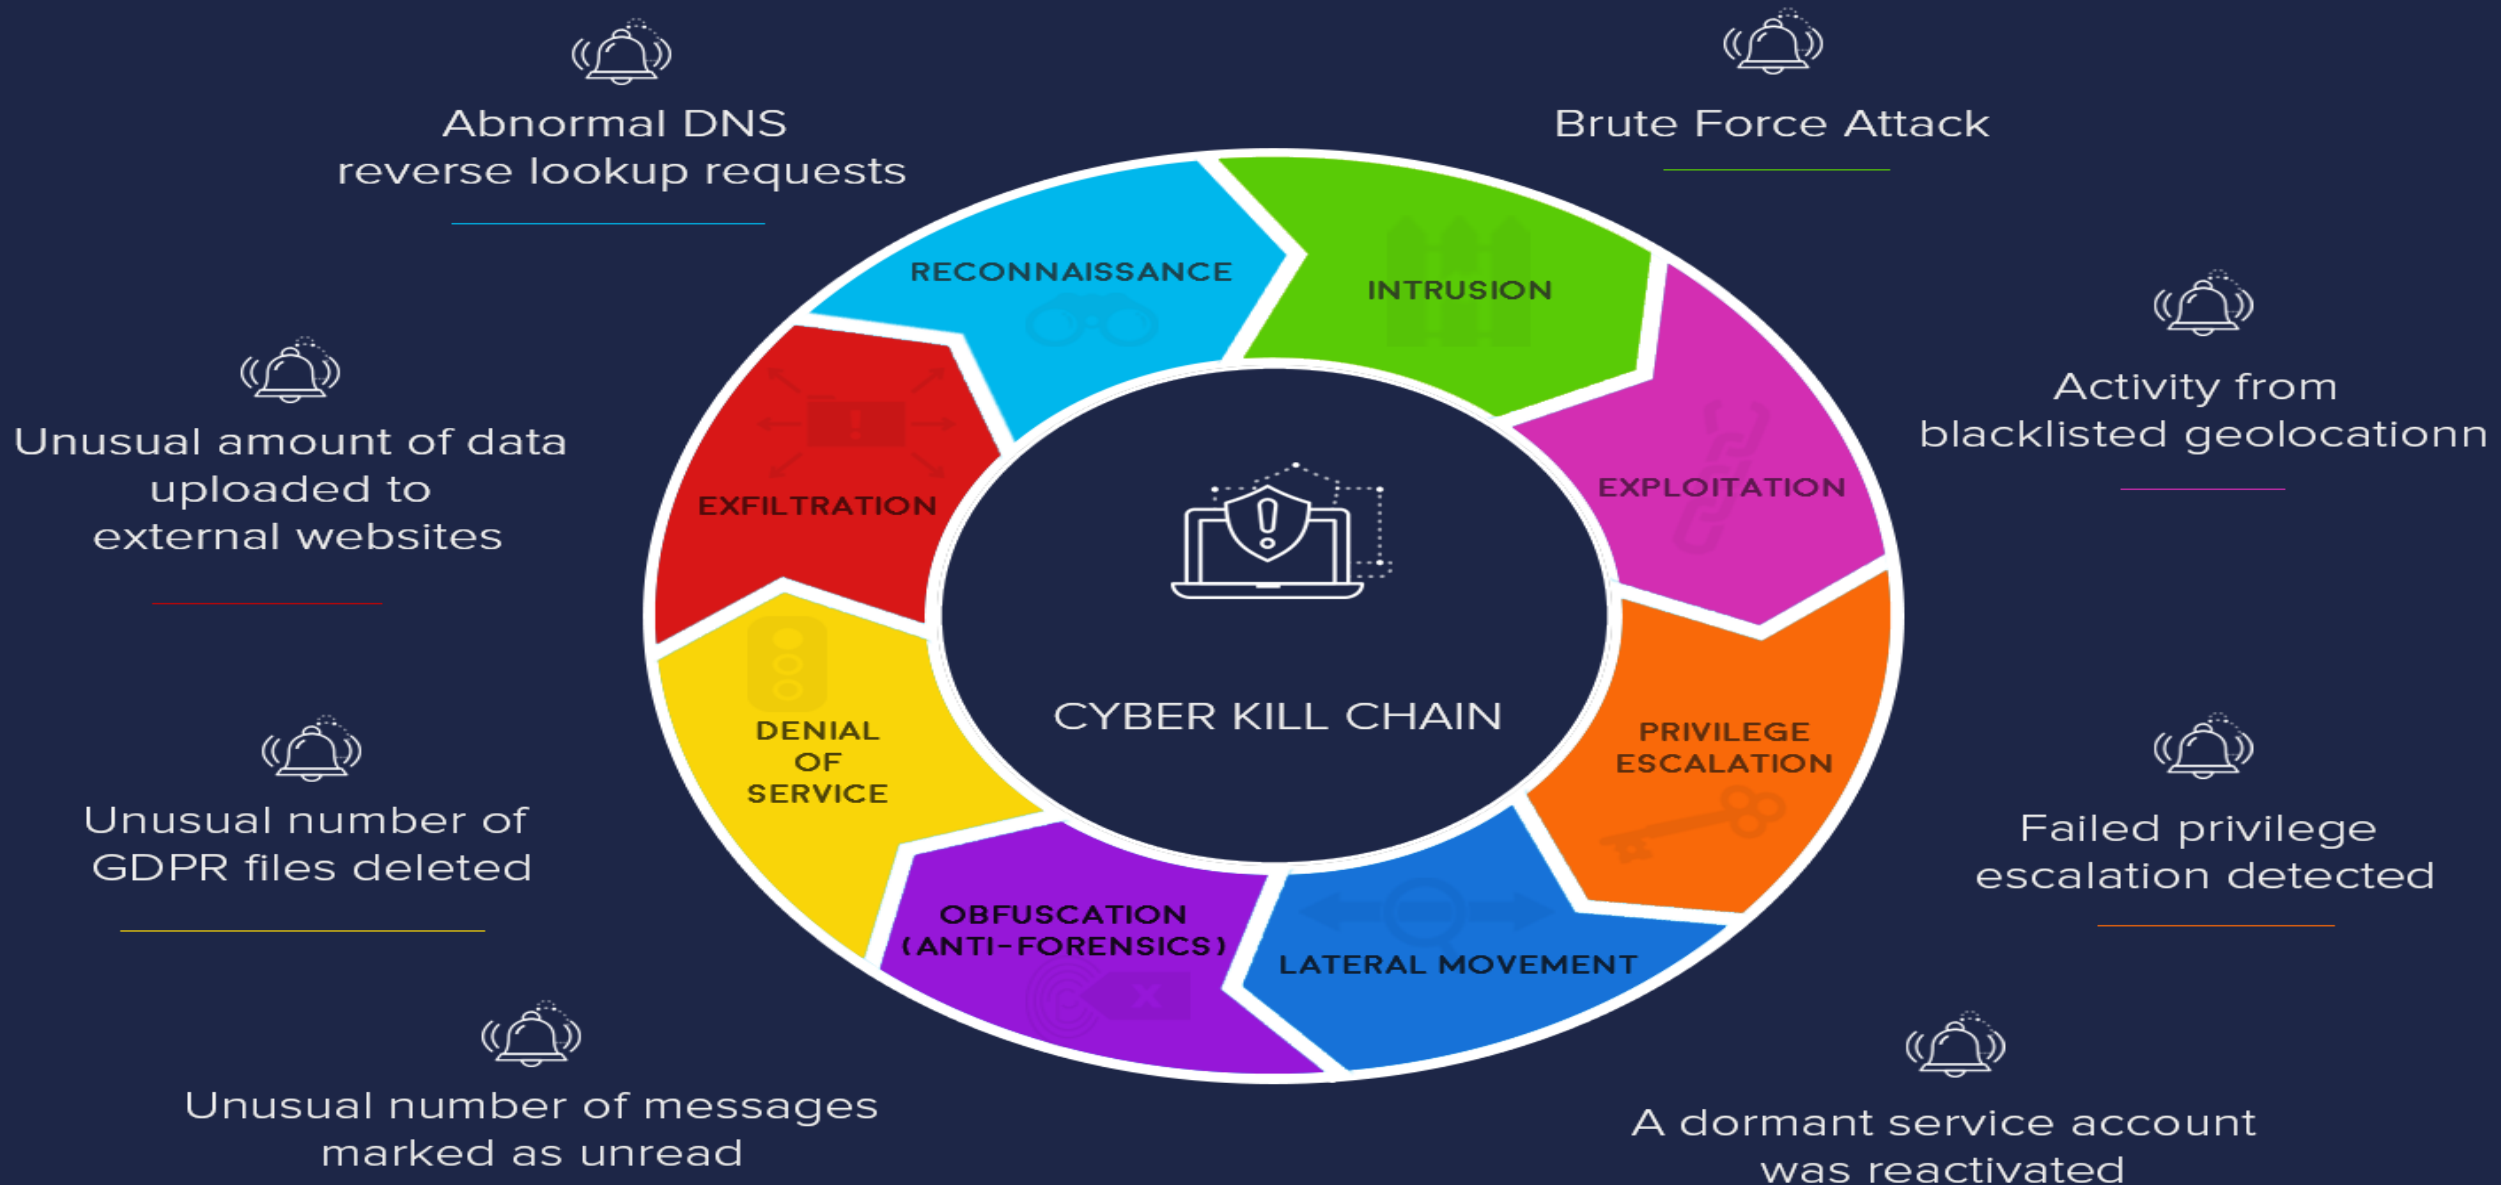 Abnormal DNS
reverse lookup requests
Brute Force Attack
RECONNAISSANCE
INTRUSION
Activity from
blacklisted geolocationn
Unusual amount of data
uploaded to
external websites
EXFILTRATION
EXPLOITATION
CYBER KILL CHAIN
DENIAL
OF
SERVICE
PRIVILEGE
ESCALATION
Unusual number of
GDPR files deleted
Failed privilege
escalation detected
OBFUSCATION
(ANTI-FORENSICS)
LATERAL MOVEMENT
Unusual number of messages
marked as unread
A dormant service account
was reactivated